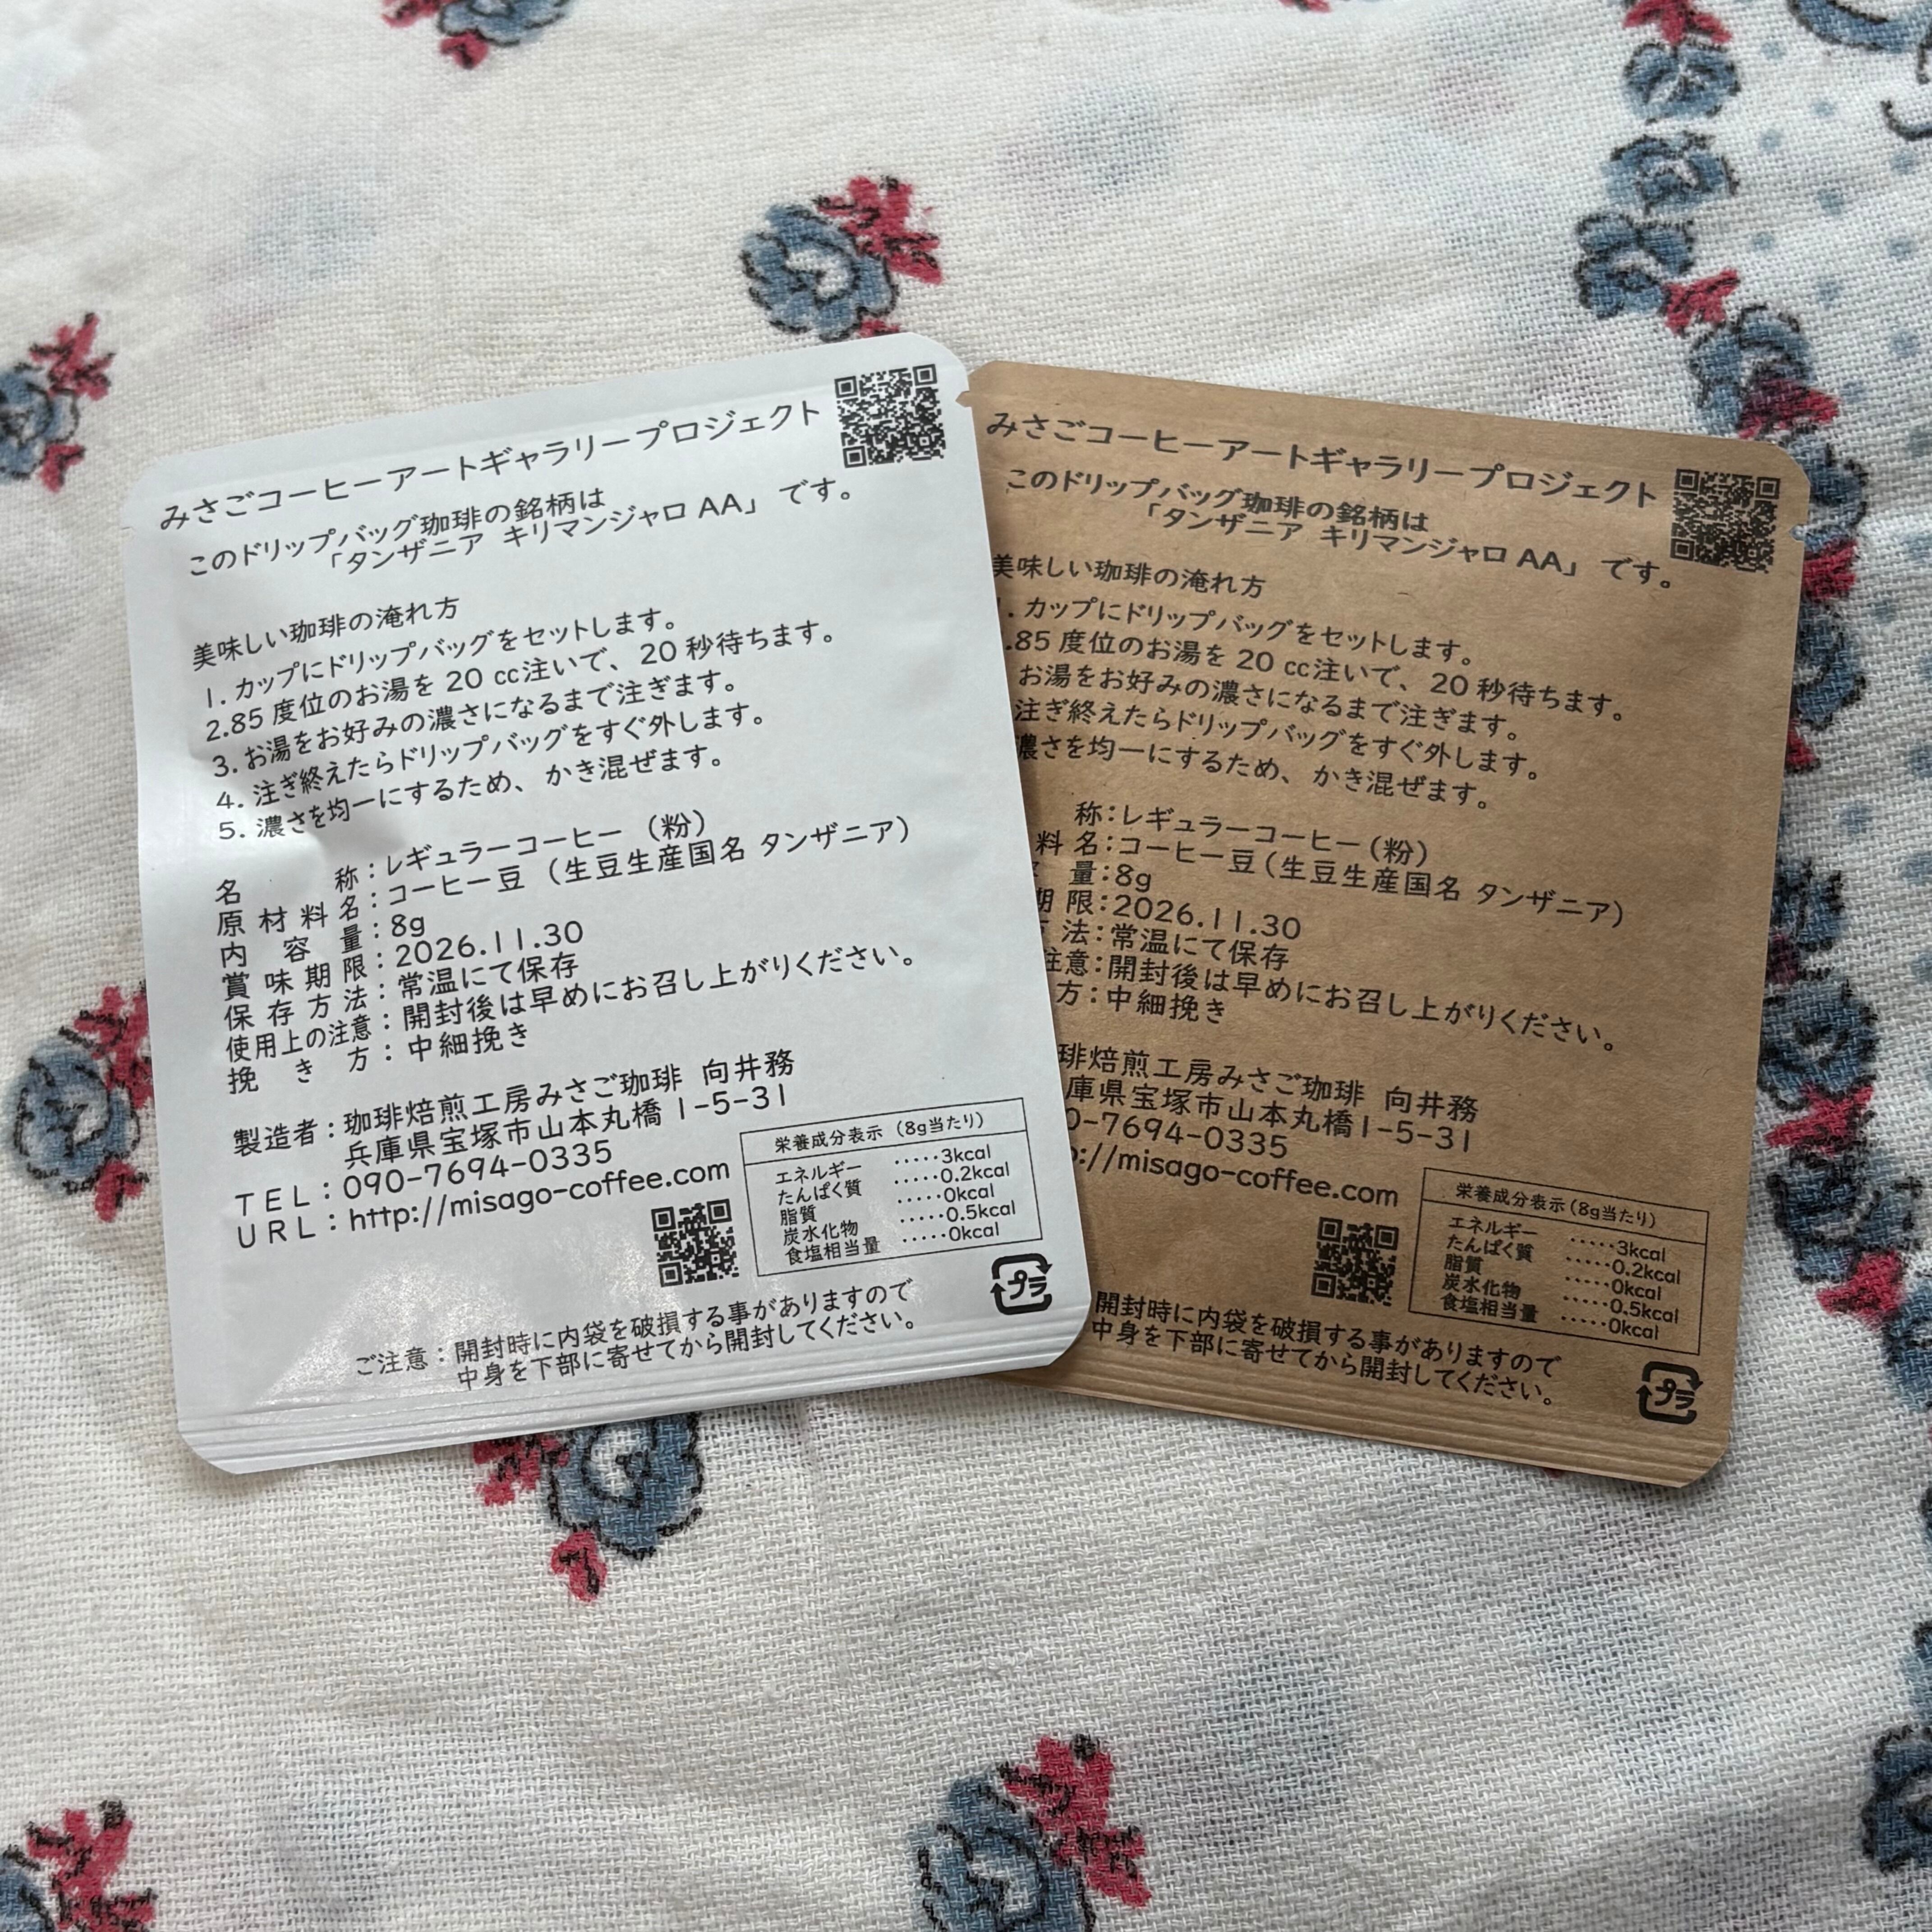 みさごコーヒーアートギャラリープロジェクト
このドリップバッグ珈琲の銘柄は
「タンザニア キリマンジャロ AA」 です。
美味しい珈琲の淹れ方
1. カップにドリップバッグをセットします。
2.85 度位のお湯を 20 cc注いで、20 秒待ちます。
3. お湯をお好みの濃さになるまで注ぎます。
4. 注ぎ終えたらドリップバッグをすぐ外します。
5. 濃さを均一にするため、かき混ぜます。
名 称：レギュラーコーヒー（粉）
原 材 料 名：コーヒー豆（生豆生産国名 タンザニア）
内 容 量：8g
賞 味 期 限：2026.11.30
保 存 方 法：常温にて保存
使用上の注意：開封後は早めにお召し上がりください。
挽 き 方：中細挽き
製造者：珈琲焙煎工房みさご珈琲 向井務
兵庫県宝塚市山本丸橋 1-5-31
ＴＥＬ：090-7694-0335
ＵＲＬ：http://misago-coffee.com
栄養成分表示（8g当たり）
エネルギー ‥‥‥3kcal
たんぱく質 ‥‥‥0.2kcal
脂質 ‥‥‥0kcal
炭水化物 ‥‥‥0.5kcal
食塩相当量 ‥‥‥0kcal
プラ
ご注意：開封時に内袋を破損する事がありますので
中身を下部に寄せてから開封してください。
みさごコーヒーアートギャラリープロジェクト
このドリップバッグ珈琲の銘柄は
「タンザニア キリマンジャロ AA」 です。
美味しい珈琲の淹れ方
. カップにドリップバッグをセットします。
.85 度位のお湯を 20 cc注いで、20 秒待ちます。
お湯をお好みの濃さになるまで注ぎます。
注ぎ終えたらドリップバッグをすぐ外します。
濃さを均一にするため、かき混ぜます。
称：レギュラーコーヒー（粉）
料 名：コーヒー豆（生豆生産国名 タンザニア）
量：8g
期 限：2026.11.30
法：常温にて保存
注意：開封後は早めにお召し上がりください。
方：中細挽き
琲焙煎工房みさご珈琲 向井務
庫県宝塚市山本丸橋 1-5-31
0-7694-0335
://misago-coffee.com
栄養成分表示（8g当たり）
エネルギー ‥‥‥3kcal
たんぱく質 ‥‥‥0.2kcal
脂質 ‥‥‥0kcal
炭水化物 ‥‥‥0.5kcal
食塩相当量 ‥‥‥0kcal
開封時に内袋を破損する事がありますので
中身を下部に寄せてから開封してください。
プラ